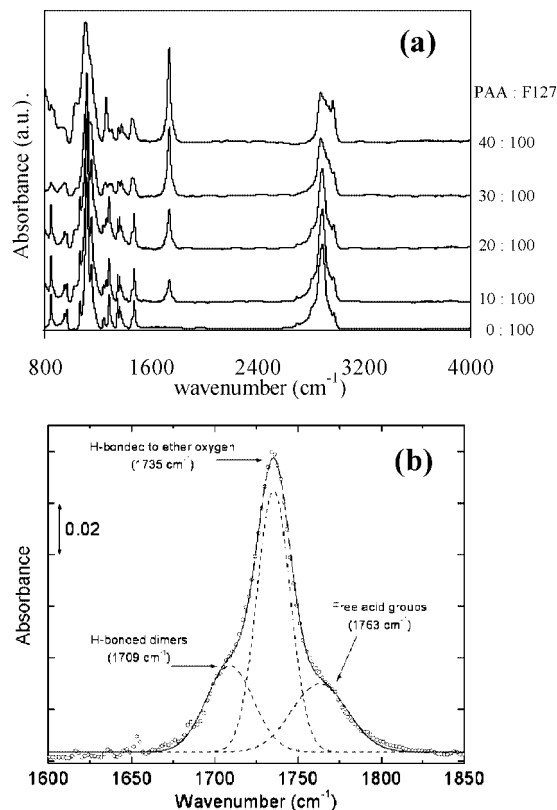 (a)
PAA : F127
40 : 100
30 : 100
20 : 100
10 : 100
0 : 100
Absorbance (a.u.).
800 1600 2400 3200 4000
wavenumber (cm-1)
(b)
H-bonded to ether oxygen
(1735 cm-1)
0.02
Free acid groups
(1763 cm-1)
H-bonded dimers
(1709 cm-1)
Absorbance
1600 1650 1700 1750 1800 1850
Wavenumber (cm-1)